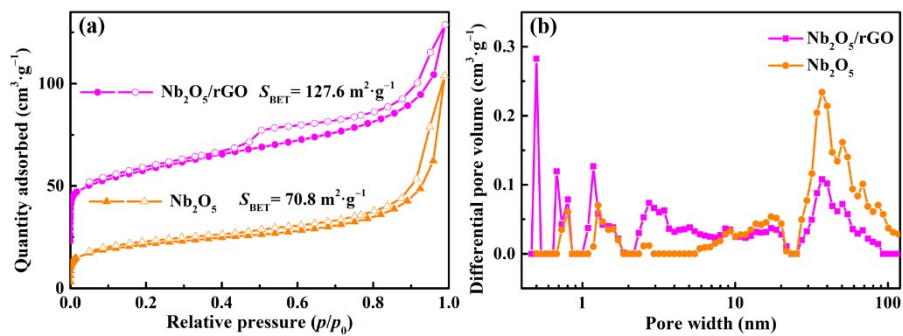 (a)
Quantity adsorbed (cm³·g⁻¹)
100
50
0
Nb₂O₅/rGO S_BET = 127.6 m²·g⁻¹
Nb₂O₅ S_BET = 70.8 m²·g⁻¹
0.0 0.2 0.4 0.6 0.8 1.0
Relative pressure (p/p₀)
(b)
Differential pore volume (cm³·g⁻¹)
0.3
0.2
0.1
0.0
Nb₂O₅/rGO
Nb₂O₅
1 10 100
Pore width (nm)